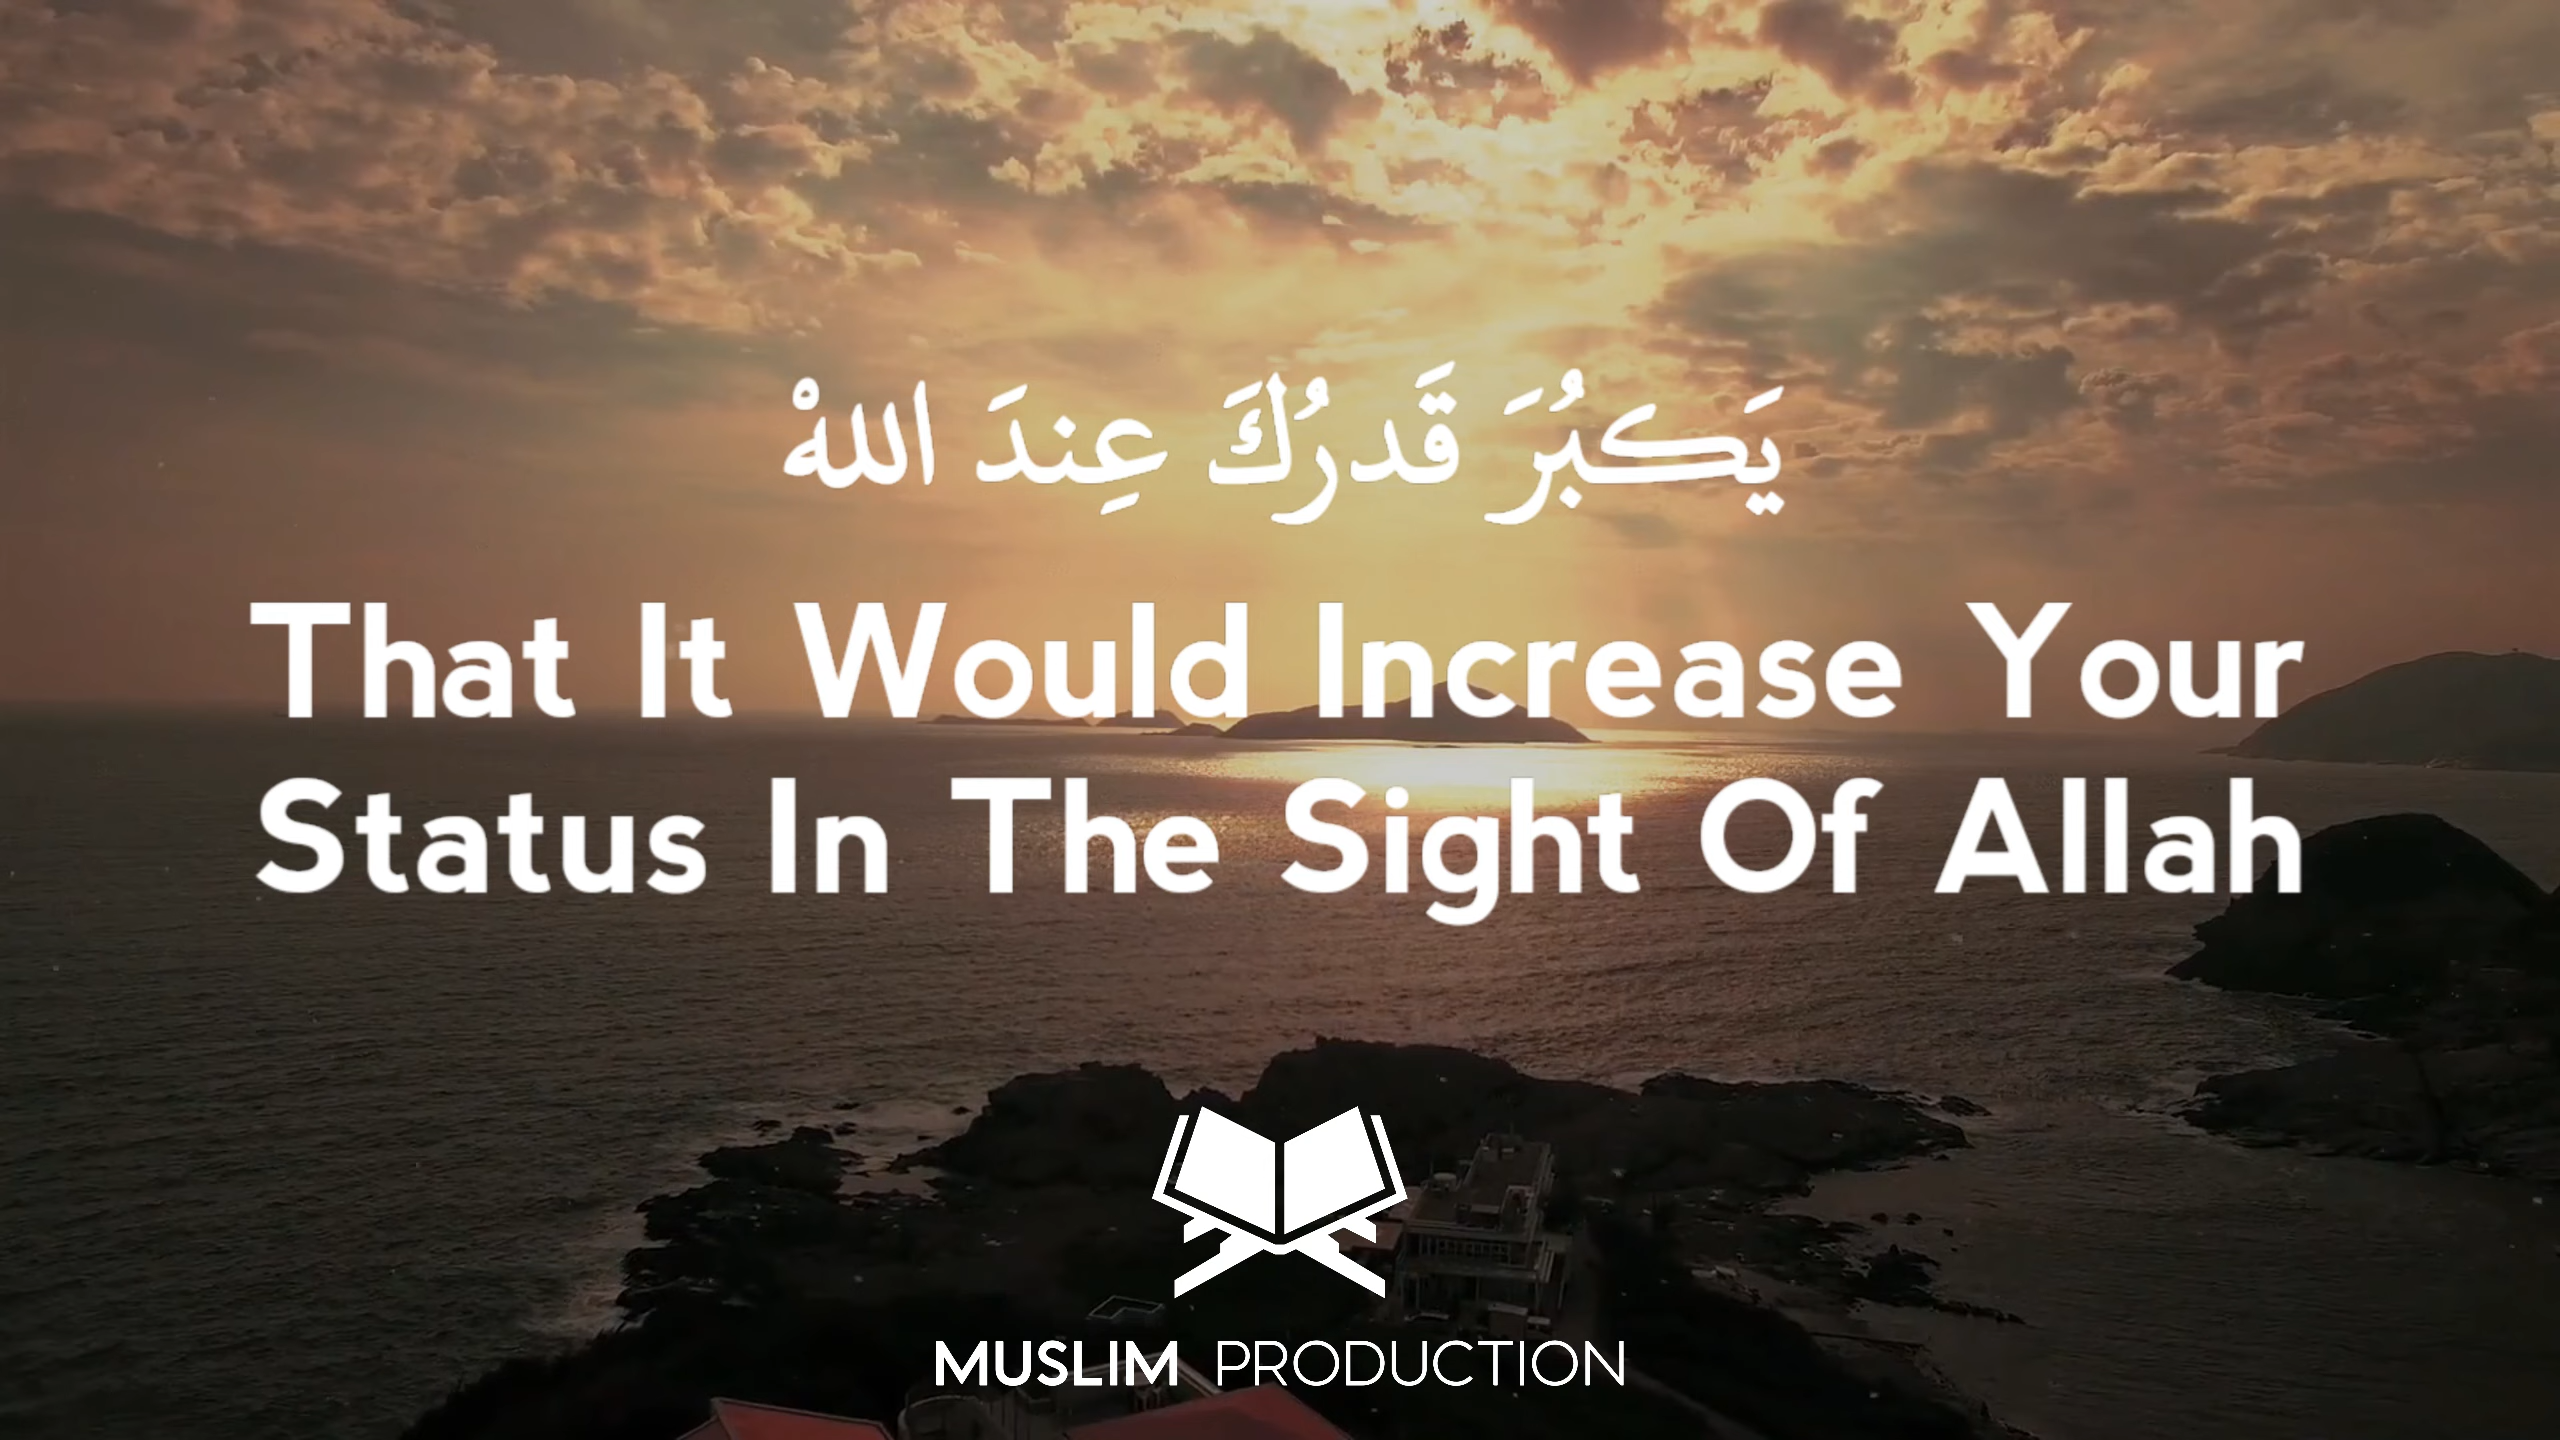 يَكبُرَ قَدرُكَ عِندَ اللهْ
That It Would Increase Your
Status In The Sight Of Allah
MUSLIM PRODUCTION